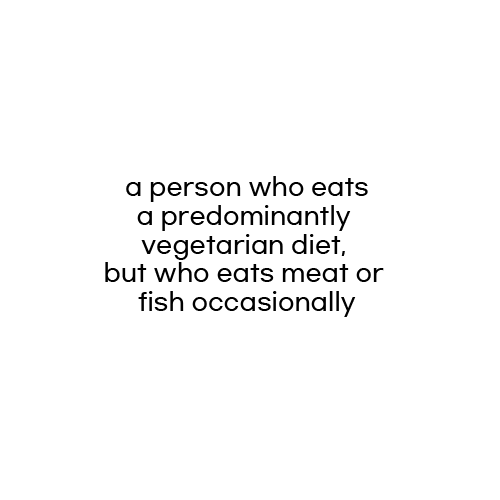 a person who eats
a predominantly
vegetarian diet,
but who eats meat or
fish occasionally